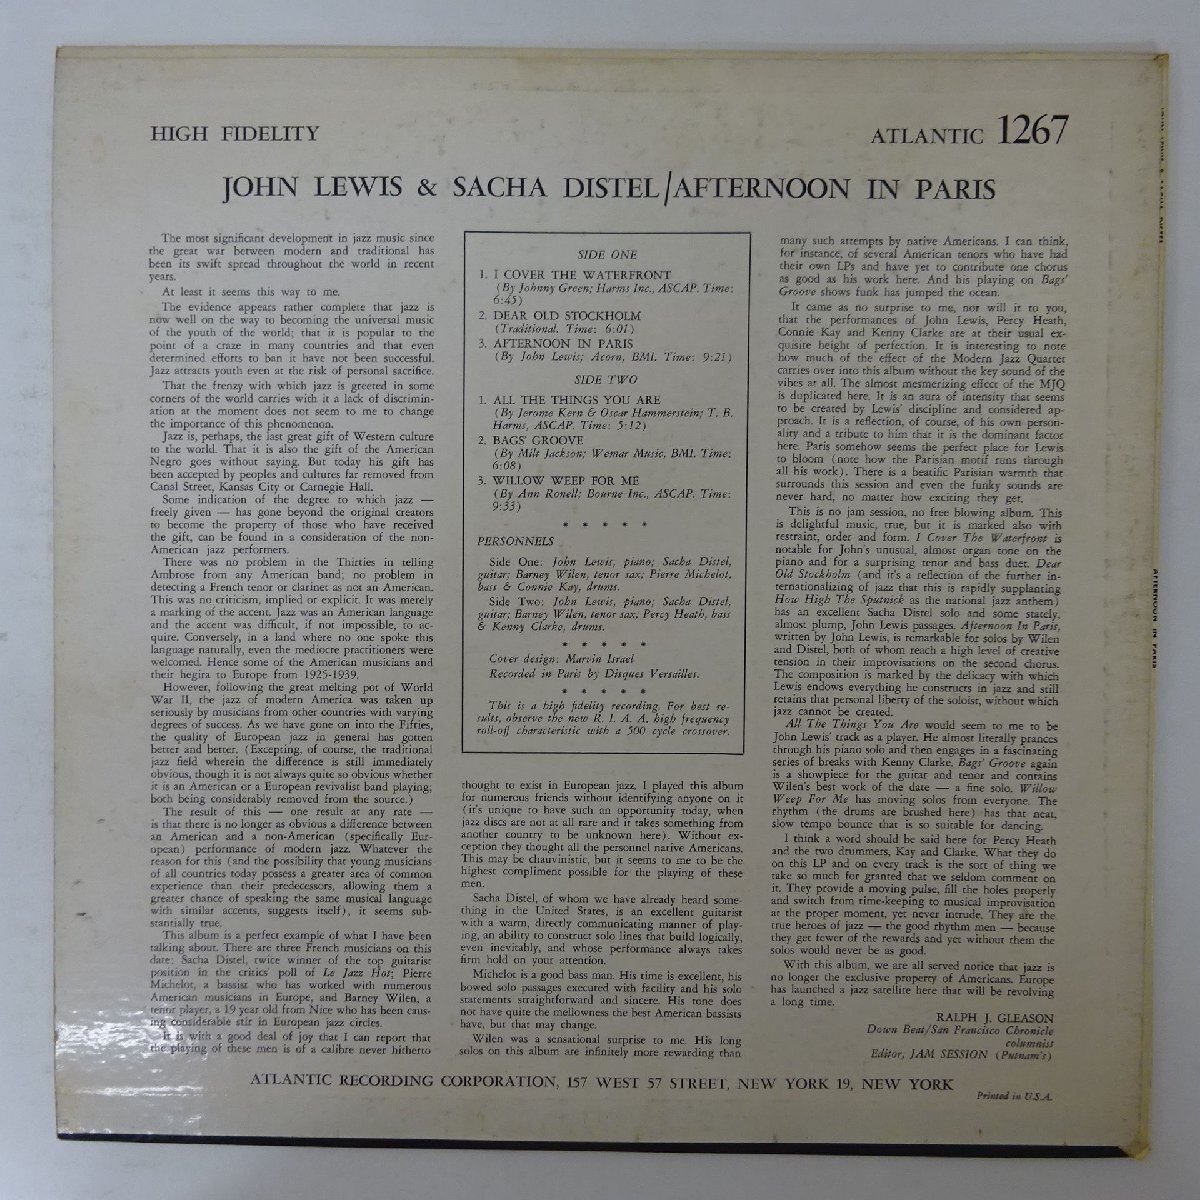 HIGH FIDELITY
ATLANTIC 1267
JOHN LEWIS & SACHA DISTEL/AFTERNOON IN PARIS
The most significant development in jazz music since
the great war between modern and traditional has
been its swift spread throughout the world in recent
years.
At least it seems this way to me.
The evidence appears rather complete that jazz is
now well on the way to becoming the universal music
of the youth of the world; that it is popular to the
point of a craze in many countries and that even
determined efforts to ban it have not been successful.
Jazz attracts youth even at the risk of personal sacrifice.
That the frenzy with which jazz is greeted in some
corners of the world carries with it a lack of discrimin-
ation at the moment does not seem to me to change
the importance of this phenomenon.
Jazz is, perhaps, the last great gift of Western culture
to the world. That it is also the gift of the American
Negro goes without saying. But today his gift has
been accepted by peoples and cultures far removed from
Canal Street, Kansas City or Carnegie Hall.
Some indication of the degree to which jazz —
freely given — has gone beyond the original creators
to become the property of those who have received
the gift, can be found in a consideration of the non-
American jazz performers.
There was no problem in the Thirties in telling
Ambrose from any American band; no problem in
detecting a French tenor or clarinet as not an American.
This was no criticism, implied or explicit. It was merely
a marking of the accent. Jazz was an American language
and the accent was difficult, if not impossible, to ac-
quire. Conversely, in a land where no one spoke this
language naturally, even the mediocre practitioners were
welcomed. Hence some of the American musicians and
their hegira to Europe from 1925-1939.
However, following the great melting pot of World
War II, the jazz of modern America was taken up
seriously by musicians from other countries with varying
degrees of success. As we have gone on into the Fifties,
the quality of European jazz in general has gotten
better and better. (Excepting, of course, the traditional
jazz field wherein the difference is still immediately
obvious, though it is not always quite so obvious whether
it is an American or a European revivalist band playing;
both being considerably removed from the source.)
The result of this — one result at any rate —
is that there is no longer as obvious a difference between
an American and a non-American (specifically Eur-
opean) performance of modern jazz. Whatever the
reason for this (and the possibility that young musicians
of all countries today possess a greater area of common
experience than their predecessors, allowing them a
greater chance of speaking the same musical language
with similar accents, suggests itself), it seems sub-
stantially true.
This album is a perfect example of what I have been
talking about. There are three French musicians on this
date: Sacha Distel, twice winner of the top guitarist
position in the critics' poll of Le Jazz Hot; Pierre
Michelot, a bassist who has worked with numerous
American musicians in Europe, and Barney Wilen, a
tenor player, a 19 year old from Nice who has been caus-
ing considerable stir in European jazz circles.
It is with a good deal of joy that I can report that
the playing of these men is of a calibre never hitherto
SIDE ONE
1. I COVER THE WATERFRONT
(By Johnny Green; Harms Inc., ASCAP. Time:
6:45)
2. DEAR OLD STOCKHOLM
(Traditional. Time: 6:01)
3. AFTERNOON IN PARIS
(By John Lewis; Acorn, BMI. Time: 9:21)
SIDE TWO
1. ALL THE THINGS YOU ARE
(By Jerome Kern & Oscar Hammerstein; T. B.
Harms, ASCAP. Time: 5:12)
2. BAGS' GROOVE
(By Milt Jackson; Wemar Music, BMI. Time:
6:08)
3. WILLOW WEEP FOR ME
(By Ann Ronell; Bourne Inc., ASCAP. Time:
9:33)
* * * * *
PERSONNELS
Side One: John Lewis, piano; Sacha Distel,
guitar; Barney Wilen, tenor sax; Pierre Michelot,
bass & Connie Kay, drums.
Side Two: John Lewis, piano; Sacha Distel,
guitar; Barney Wilen, tenor sax; Percy Heath, bass
& Kenny Clarke, drums.
* * * * *
Cover design: Marvin Israel
Recorded in Paris by Disques Versailles.
* * * * *
This is a high fidelity recording. For best re-
sults, observe the new R. I. A. A. high frequency
roll-off characteristic with a 500 cycle crossover.
thought to exist in European jazz. I played this album
for numerous friends without identifying anyone on it
(it's unique to have such an opportunity today, when
jazz discs are not at all rare and it takes something from
another country to be unknown here). Without ex-
ception they thought all the personnel native Americans.
This may be chauvinistic, but it seems to me to be the
highest compliment possible for the playing of these
men.
Sacha Distel, of whom we have already heard some-
thing in the United States, is an excellent guitarist
with a warm, directly communicating manner of play-
ing, an ability to construct solo lines that build logically,
even inevitably, and whose performance always takes
firm hold on your attention.
Michelot is a good bass man. His time is excellent, his
bowed solo passages executed with facility and his solo
statements straightforward and sincere. His tone does
not have quite the mellowness the best American bassists
have, but that may change.
Wilen was a sensational surprise to me. His long
solos on this album are infinitely more rewarding than
many such attempts by native Americans. I can think,
for instance, of several American tenors who have had
their own LPs and have yet to contribute one chorus
as good as his work here. And his playing on Bags'
Groove shows funk has jumped the ocean.
It came as no surprise to me, nor will it to you,
that the performances of John Lewis, Percy Heath,
Connie Kay and Kenny Clarke are at their usual ex-
quisite height of perfection. It is interesting to note
how much of the effect of the Modern Jazz Quartet
carries over into this album without the key sound of the
vibes at all. The almost mesmerizing effect of the MJQ
is duplicated here. It is an aura of intensity that seems
to be created by Lewis' discipline and considered ap-
proach. It is a reflection, of course, of his own person-
ality and a tribute to him that it is the dominant factor
here. Paris somehow seems the perfect place for Lewis
to bloom (note how the Parisian motif runs through
all his work). There is a beatific Parisian warmth that
surrounds this session and even the funky sounds are
never hard, no matter how exciting they get.
This is no jam session, no free blowing album. This
is delightful music, true, but it is marked also with
restraint, order and form. I Cover The Waterfront is
notable for John's unusual, almost organ tone on the
piano and for a surprising tenor and bass duet. Dear
Old Stockholm (and it's a reflection of the further in-
ternationalizing of jazz that this is rapidly supplanting
How High The Sputnick as the national jazz anthem)
has an excellent Sacha Distel solo and some stately,
almost plump, John Lewis passages. Afternoon In Paris,
written by John Lewis, is remarkable for solos by Wilen
and Distel, both of whom reach a high level of creative
tension in their improvisations on the second chorus.
The composition is marked by the delicacy with which
Lewis endows everything he constructs in jazz and still
retains that personal liberty of the soloist, without which
jazz cannot be created.
All The Things You Are would seem to me to be
John Lewis' track as a player. He almost literally prances
through his piano solo and then engages in a fascinating
series of breaks with Kenny Clarke. Bags' Groove again
is a showpiece for the guitar and tenor and contains
Wilen's best work of the date — a fine solo. Willow
Weep For Me has moving solos from everyone. The
rhythm (the drums are brushed here) has that neat,
slow tempo bounce that is so suitable for dancing.
I think a word should be said here for Percy Heath
and the two drummers, Kay and Clarke. What they do
on this LP and on every track is the sort of thing we
take so much for granted that we seldom comment on
it. They provide a moving pulse, fill the holes properly
and switch from time-keeping to musical improvisation
at the proper moment, yet never intrude. They are the
true heroes of jazz — the good rhythm men — because
they get fewer of the rewards and yet without them the
solos would never be as good.
With this album, we are all served notice that jazz is
no longer the exclusive property of Americans. Europe
has launched a jazz satellite here that will be revolving
a long time.
RALPH J. GLEASON
Down Beat/San Francisco Chronicle
columnist
Editor, JAM SESSION (Putnam's)
ATLANTIC RECORDING CORPORATION, 157 WEST 57 STREET, NEW YORK 19, NEW YORK
Printed in U.S.A.
AFTERNOON IN PARIS